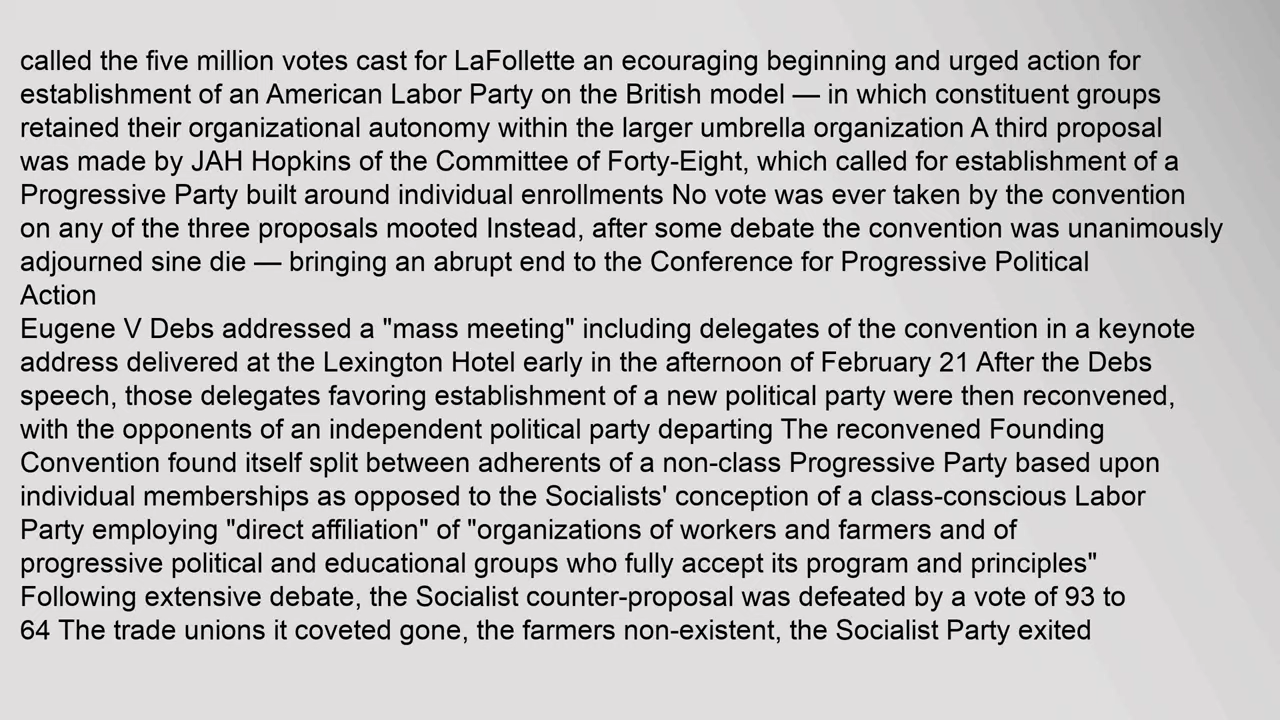 called the five million votes cast for LaFollette an ecouraging beginning and urged action for
establishment of an American Labor Party on the British model — in which constituent groups
retained their organizational autonomy within the larger umbrella organization A third proposal
was made by JAH Hopkins of the Committee of Forty-Eight, which called for establishment of a
Progressive Party built around individual enrollments No vote was ever taken by the convention
on any of the three proposals mooted Instead, after some debate the convention was unanimously
adjourned sine die — bringing an abrupt end to the Conference for Progressive Political
Action
Eugene V Debs addressed a "mass meeting" including delegates of the convention in a keynote
address delivered at the Lexington Hotel early in the afternoon of February 21 After the Debs
speech, those delegates favoring establishment of a new political party were then reconvened,
with the opponents of an independent political party departing The reconvened Founding
Convention found itself split between adherents of a non-class Progressive Party based upon
individual memberships as opposed to the Socialists' conception of a class-conscious Labor
Party employing "direct affiliation" of "organizations of workers and farmers and of
progressive political and educational groups who fully accept its program and principles"
Following extensive debate, the Socialist counter-proposal was defeated by a vote of 93 to
64 The trade unions it coveted gone, the farmers non-existent, the Socialist Party exited